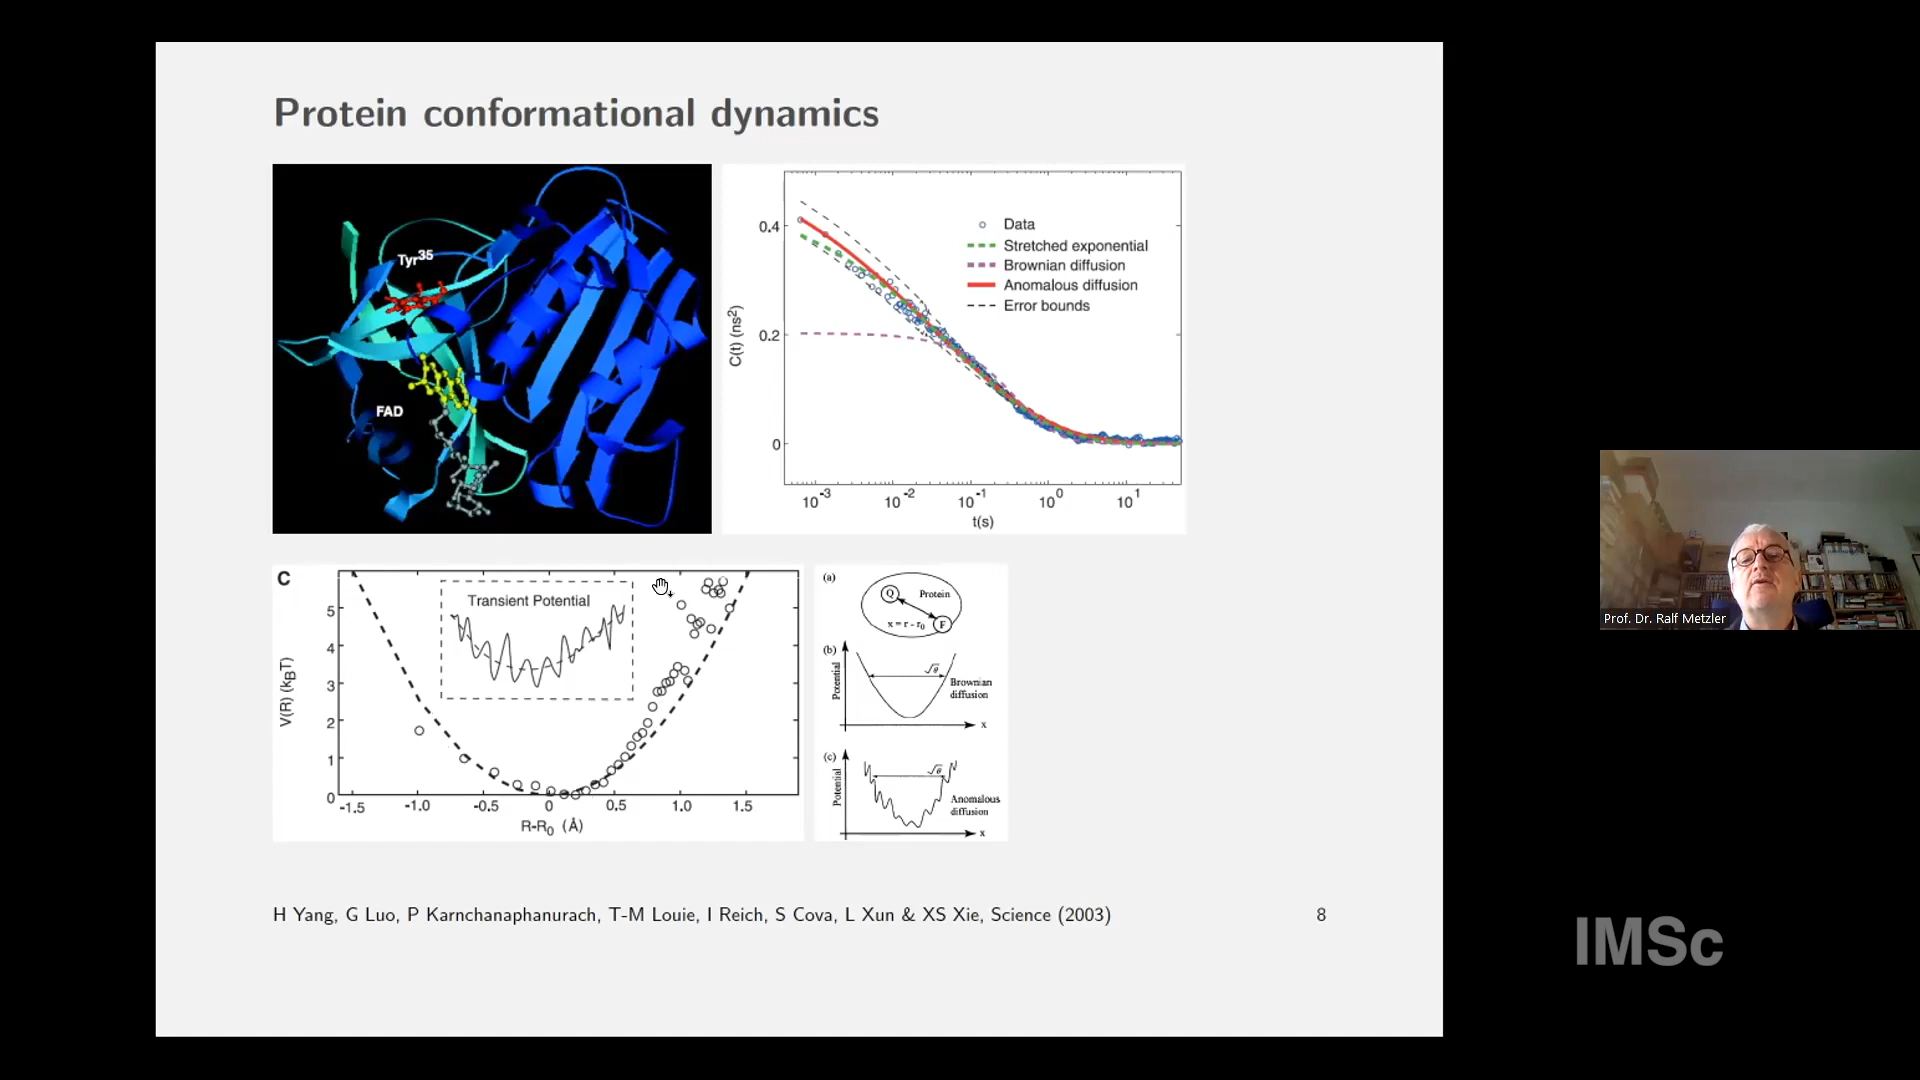 Protein conformational dynamics
Tyr35
FAD
C(t) (ns2)
0.4
0.2
0
Data
Stretched exponential
Brownian diffusion
Anomalous diffusion
Error bounds
10-3 10-2 10-1 100 101
t(s)
C
V(R) (kBT)
5
4
3
2
1
0
Transient Potential
-1.5 -1.0 -0.5 0 0.5 1.0 1.5
R-R0 (Å)
(a)
Q Protein
x = r - r0 F
(b)
Potential
√θ
Brownian
diffusion
x
(c)
Potential
√θ
Anomalous
diffusion
x
H Yang, G Luo, P Karnchanaphanurach, T-M Louie, I Reich, S Cova, L Xun & XS Xie, Science (2003) 8
Prof. Dr. Ralf Metzler
IMSc